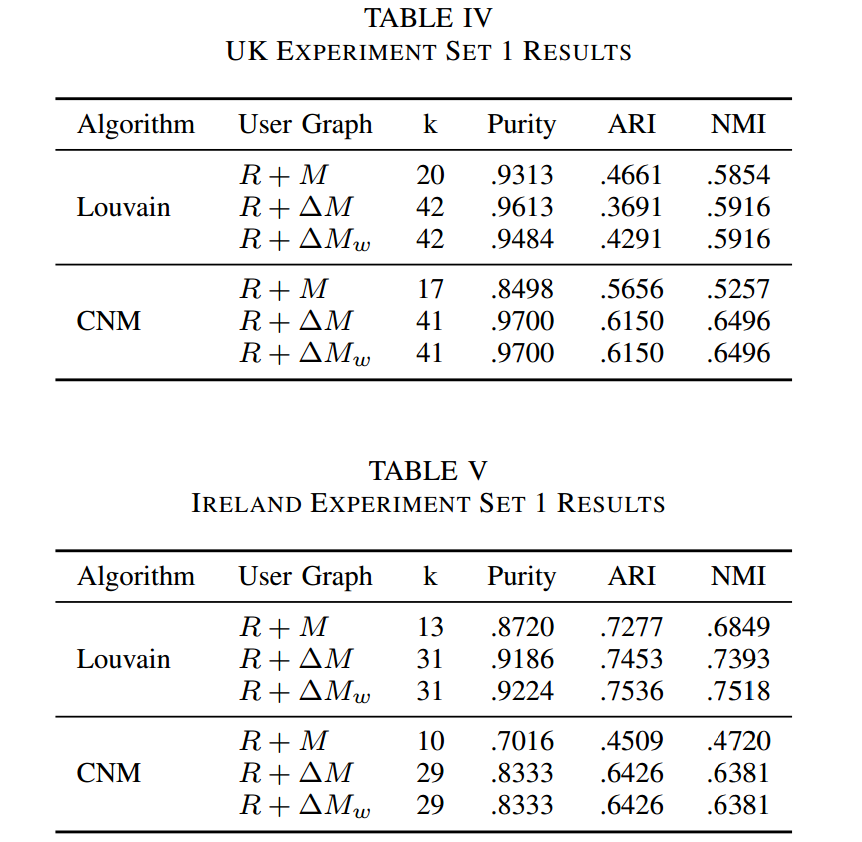 TABLE IV
UK EXPERIMENT SET 1 RESULTS
Algorithm User Graph k Purity ARI NMI
R + M 20 .9313 .4661 .5854
Louvain R + ΔM 42 .9613 .3691 .5916
R + ΔMw 42 .9484 .4291 .5916
R + M 17 .8498 .5656 .5257
CNM R + ΔM 41 .9700 .6150 .6496
R + ΔMw 41 .9700 .6150 .6496
TABLE V
IRELAND EXPERIMENT SET 1 RESULTS
Algorithm User Graph k Purity ARI NMI
R + M 13 .8720 .7277 .6849
Louvain R + ΔM 31 .9186 .7453 .7393
R + ΔMw 31 .9224 .7536 .7518
R + M 10 .7016 .4509 .4720
CNM R + ΔM 29 .8333 .6426 .6381
R + ΔMw 29 .8333 .6426 .6381